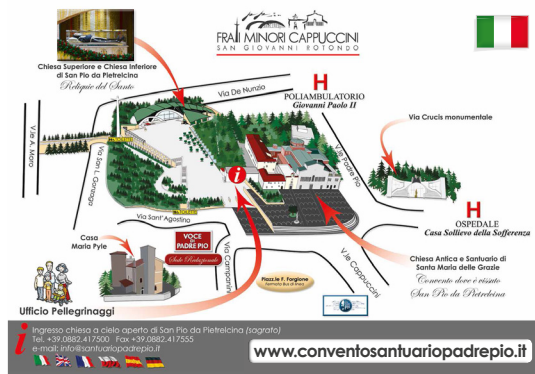 FRATI MINORI CAPPUCCINI
SAN GIOVANNI ROTONDO
Chiesa Superiore e Chiesa Inferiore
di San Pio da Pietrelcina
Reliquie del Santo
Via De Nunzio
H
POLIAMBULATORIO
Giovanni Paolo II
Via Crucis monumentale
V.le A. Moro
Via San L. Gonzaga
V.le Padre Pio
i
H
OSPEDALE
Casa Sollievo della Sofferenza
Via Sant'Agostino
TOILETTE
Casa
Maria Pyle
VOCE
DI
PADRE PIO
Sede Redazionale
Via Campanini
Piazz.le F. Forgione
V.le Cappuccini
Chiesa Antica e Santuario di
Santa Maria delle Grazie
Convento dove è vissuto
San Pio da Pietrelcina
Ufficio Pellegrinaggi
i
Ingresso chiesa a cielo aperto di San Pio da Pietrelcina (sagrato)
Tel. +39.0882.417500 Fax +39.0882.417555
e-mail: info@santuariopadrepio.it
www.conventosantuariopadrepio.it